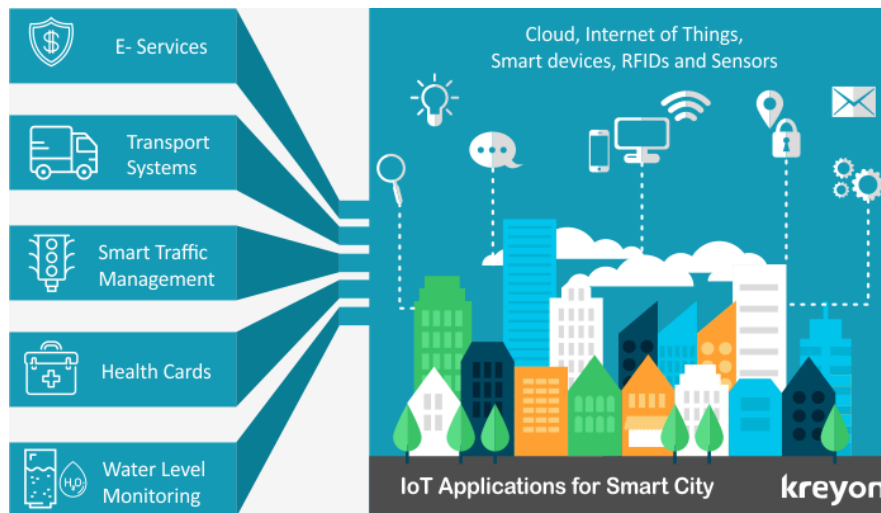 E- Services
Transport
Systems
Smart Traffic
Management
Health Cards
Water Level
Monitoring
H₂O
Cloud, Internet of Things,
Smart devices, RFIDs and Sensors
IoT Applications for Smart City
kreyon